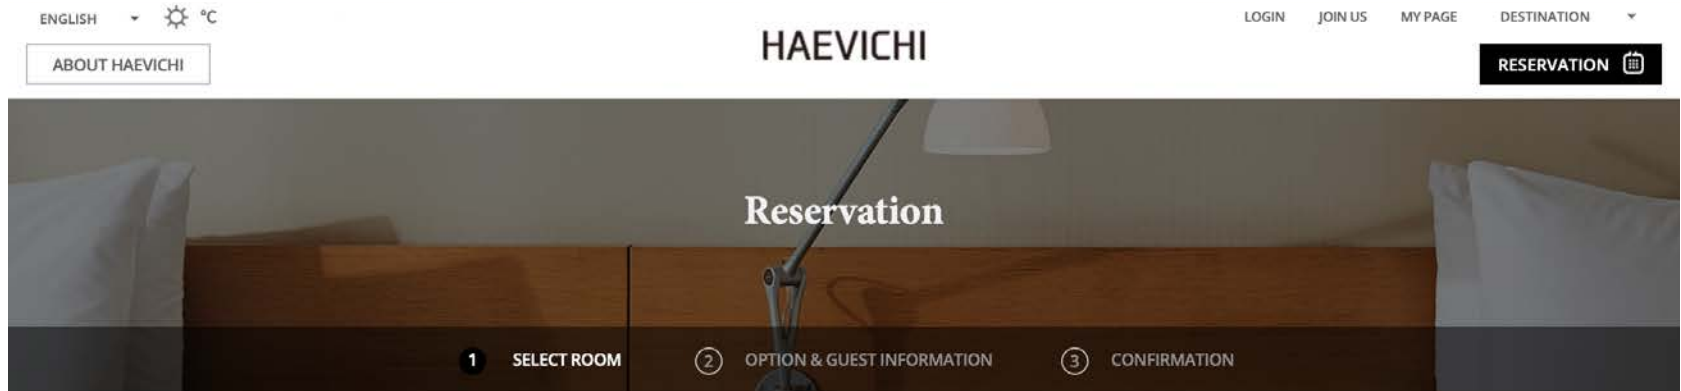 ENGLISH °C LOGIN JOIN US MY PAGE DESTINATION
ABOUT HAEVICHI HAEVICHI RESERVATION
Reservation
1 SELECT ROOM 2 OPTION & GUEST INFORMATION 3 CONFIRMATION